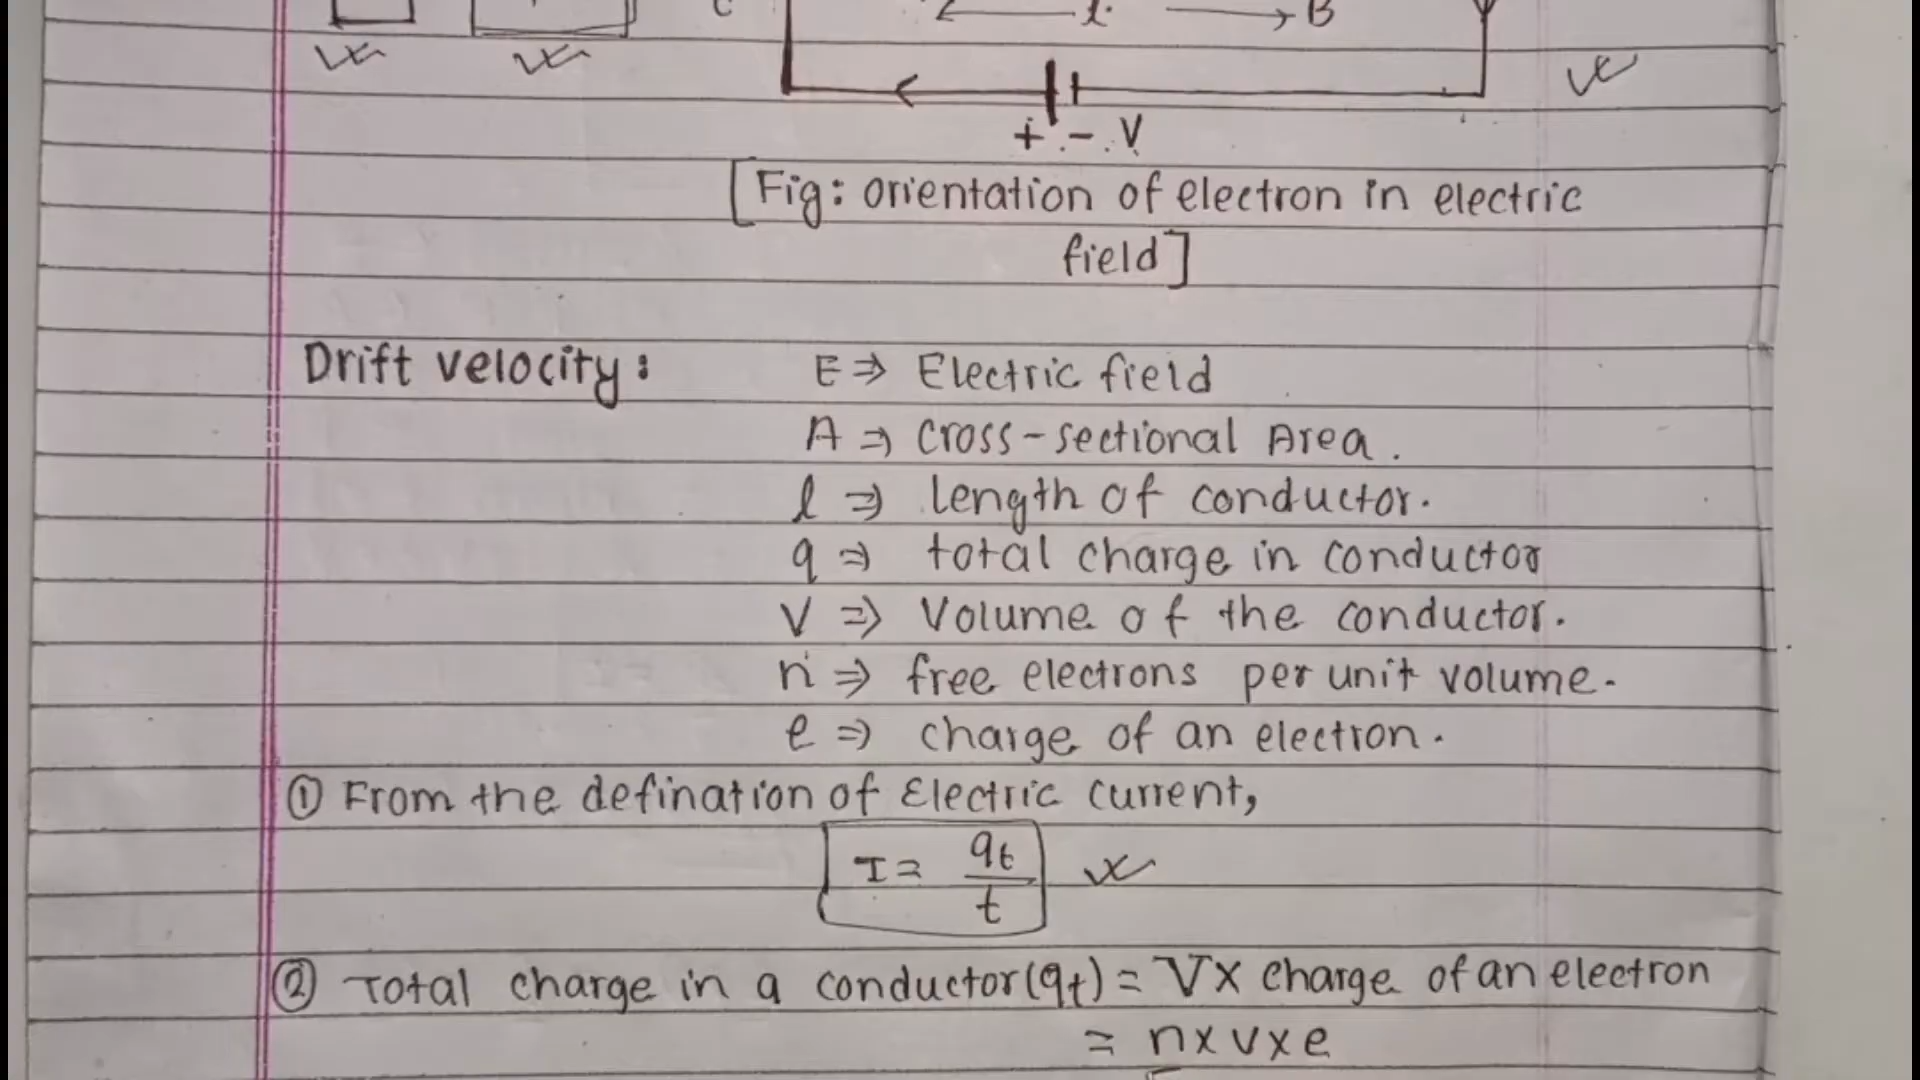 C l. B
+ - V
[Fig: orientation of electron in electric
field]
Drift velocity: E ⇒ Electric field
A ⇒ Cross-sectional Area.
l ⇒ length of conductor.
q ⇒ total charge in conductor
V ⇒ Volume of the conductor.
n ⇒ free electrons per unit volume.
e ⇒ charge of an electron.
① From the defination of Electric current,
I = qt/t
② Total charge in a conductor(qt) = V× charge of an electron
= n×v×e